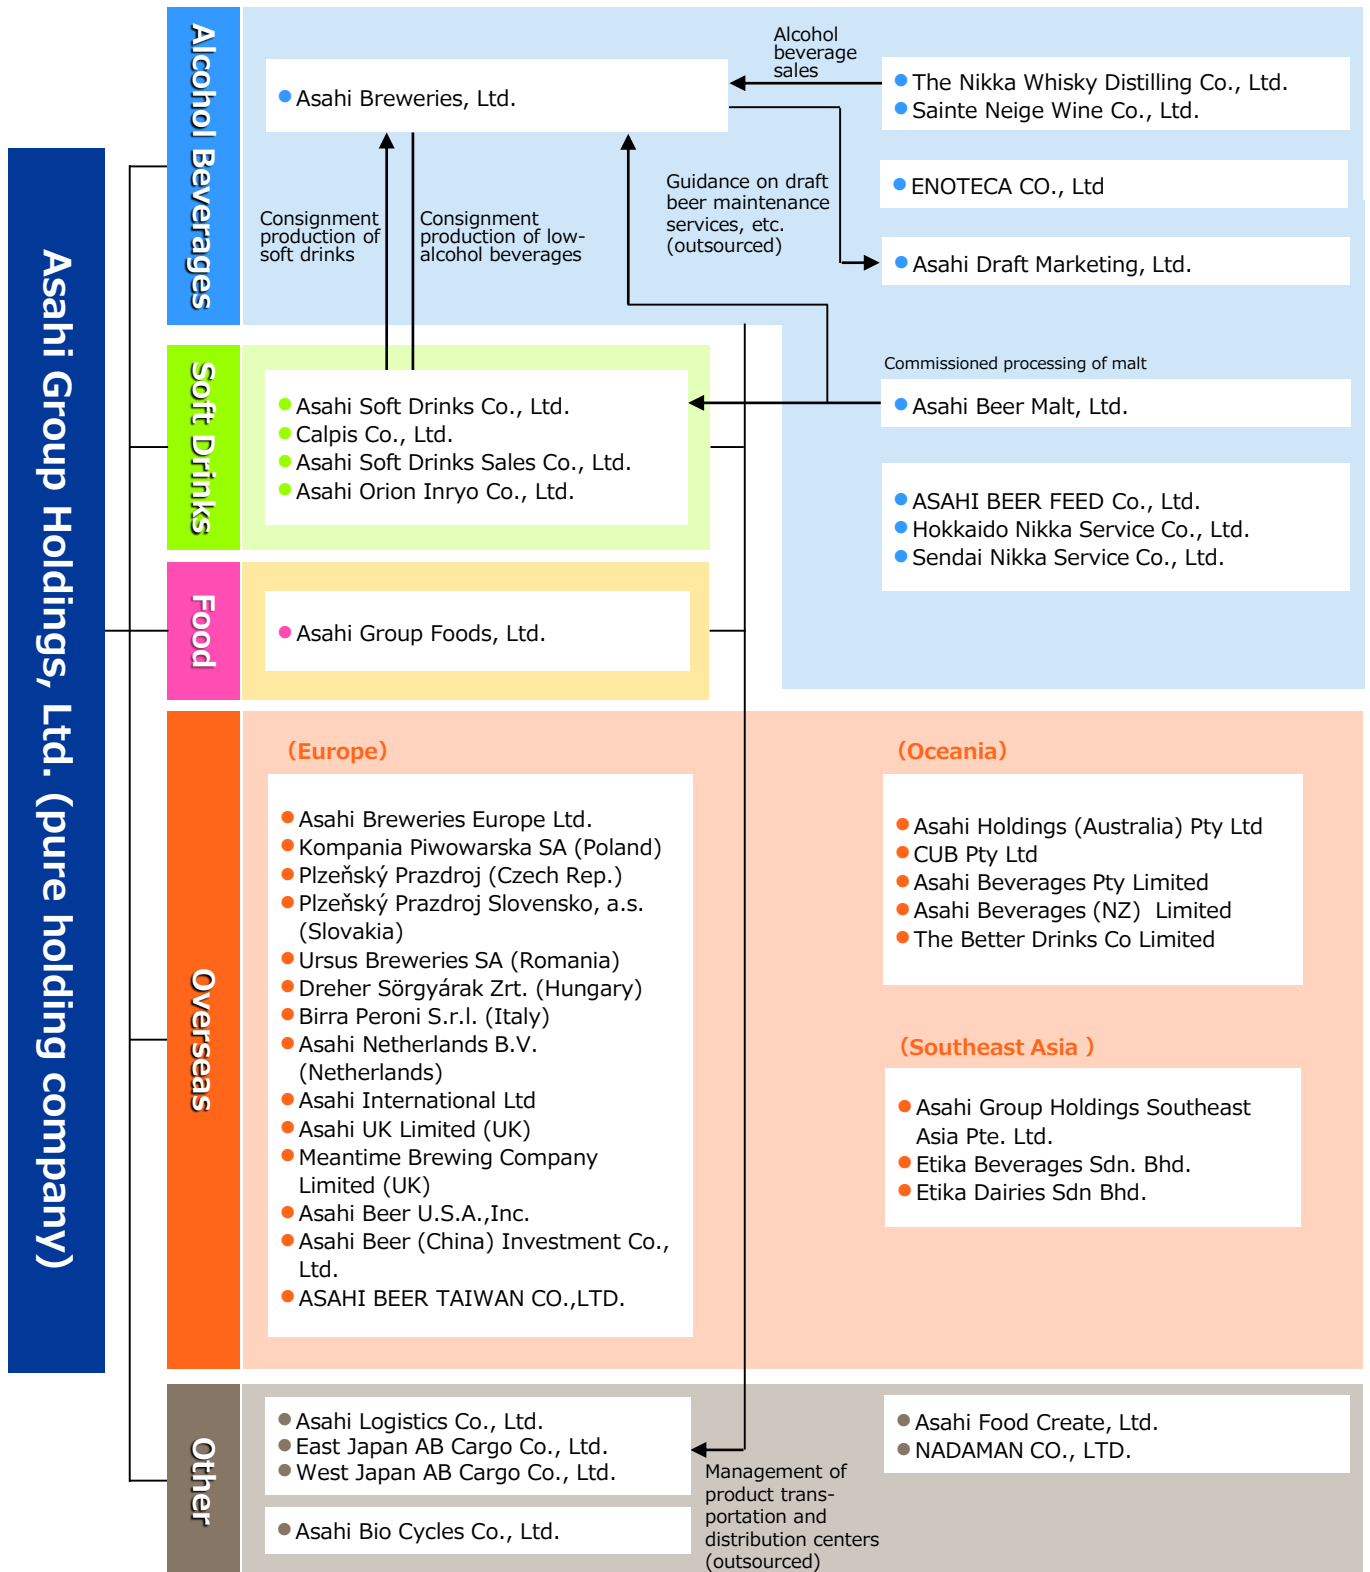 Asahi Group Holdings, Ltd. (pure holding company)
Alcohol Beverages
Asahi Breweries, Ltd.
Alcohol
beverage
sales
The Nikka Whisky Distilling Co., Ltd.
Sainte Neige Wine Co., Ltd.
ENOTECA CO., Ltd
Guidance on draft
beer maintenance
services, etc.
(outsourced)
Consignment
production of
soft drinks
Consignment
production of low-
alcohol beverages
Asahi Draft Marketing, Ltd.
Commissioned processing of malt
Asahi Beer Malt, Ltd.
ASAHI BEER FEED Co., Ltd.
Hokkaido Nikka Service Co., Ltd.
Sendai Nikka Service Co., Ltd.
Soft Drinks
Asahi Soft Drinks Co., Ltd.
Calpis Co., Ltd.
Asahi Soft Drinks Sales Co., Ltd.
Asahi Orion Inryo Co., Ltd.
Food
Asahi Group Foods, Ltd.
Overseas
（Europe）
Asahi Breweries Europe Ltd.
Kompania Piwowarska SA (Poland)
Plzeňský Prazdroj (Czech Rep.)
Plzeňský Prazdroj Slovensko, a.s.
(Slovakia)
Ursus Breweries SA (Romania)
Dreher Sörgyárak Zrt. (Hungary)
Birra Peroni S.r.l. (Italy)
Asahi Netherlands B.V.
(Netherlands)
Asahi International Ltd
Asahi UK Limited (UK)
Meantime Brewing Company
Limited (UK)
Asahi Beer U.S.A.,Inc.
Asahi Beer (China) Investment Co.,
Ltd.
ASAHI BEER TAIWAN CO.,LTD.
（Oceania）
Asahi Holdings (Australia) Pty Ltd
CUB Pty Ltd
Asahi Beverages Pty Limited
Asahi Beverages (NZ) Limited
The Better Drinks Co Limited
（Southeast Asia ）
Asahi Group Holdings Southeast
Asia Pte. Ltd.
Etika Beverages Sdn. Bhd.
Etika Dairies Sdn Bhd.
Other
Asahi Logistics Co., Ltd.
East Japan AB Cargo Co., Ltd.
West Japan AB Cargo Co., Ltd.
Asahi Bio Cycles Co., Ltd.
Management of
product trans-
portation and
distribution centers
(outsourced)
Asahi Food Create, Ltd.
NADAMAN CO., LTD.